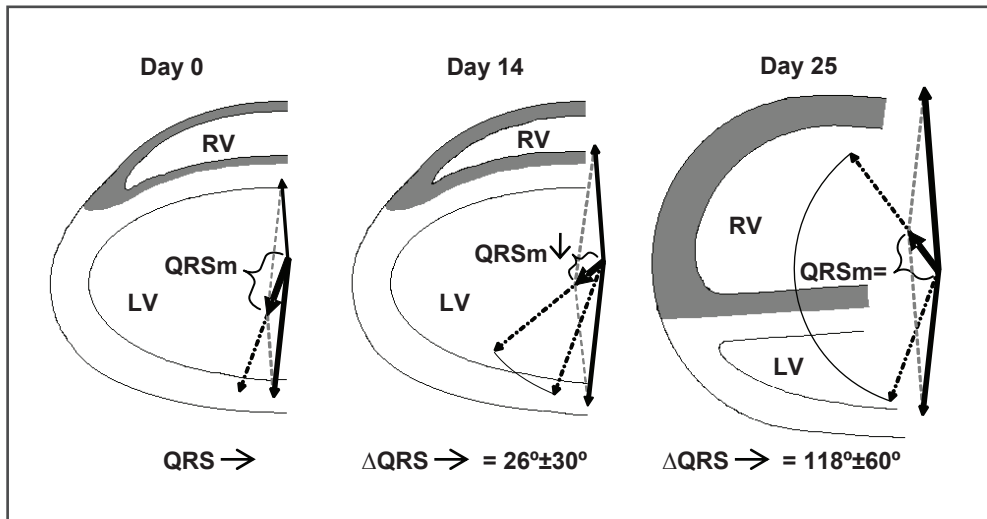 Day 0
Day 14
Day 25
RV
RV
RV
QRSm
QRSm ↓
QRSm=
LV
LV
LV
QRS →
ΔQRS → = 26º±30º
ΔQRS → = 118º±60º